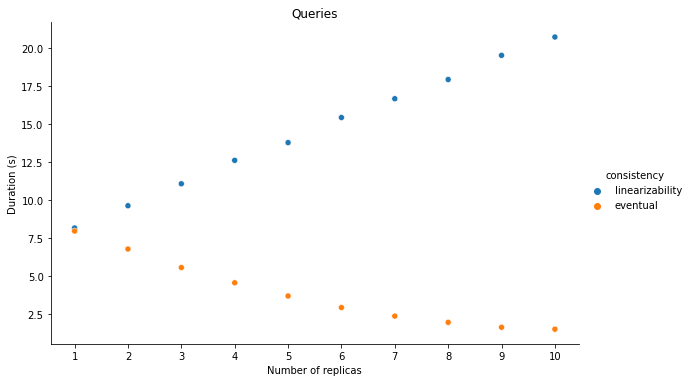 Queries
Duration (s)
20.0
17.5
15.0
12.5
10.0
7.5
5.0
2.5
1 2 3 4 5 6 7 8 9 10
Number of replicas
consistency
linearizability
eventual